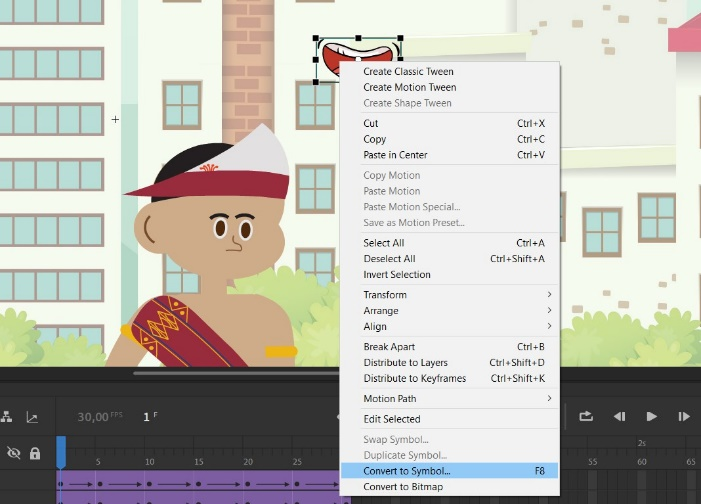 Create Classic Tween
Create Motion Tween
Create Shape Tween
Cut Ctrl+X
Copy Ctrl+C
Paste in Center Ctrl+V
Copy Motion
Paste Motion
Paste Motion Special...
Save as Motion Preset...
Select All Ctrl+A
Deselect All Ctrl+Shift+A
Invert Selection
Transform
Arrange
Align
Break Apart Ctrl+B
Distribute to Layers Ctrl+Shift+D
Distribute to Keyframes Ctrl+Shift+K
Motion Path
Edit Selected
Swap Symbol...
Duplicate Symbol...
Convert to Symbol... F8
Convert to Bitmap
30,00 FPS 1 F
2s
5 10 15 20 25 55 60 65